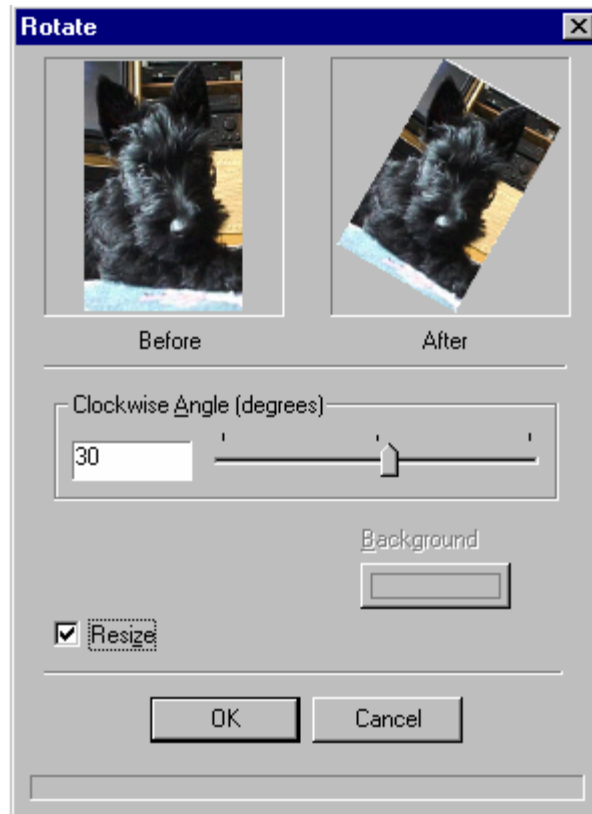 Rotate
Before
After
Clockwise Angle (degrees)
30
Background
Resize
OK
Cancel